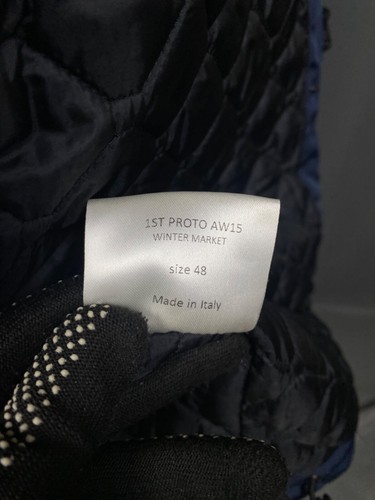 1ST PROTO AW15
WINTER MARKET
size 48
Made in Italy